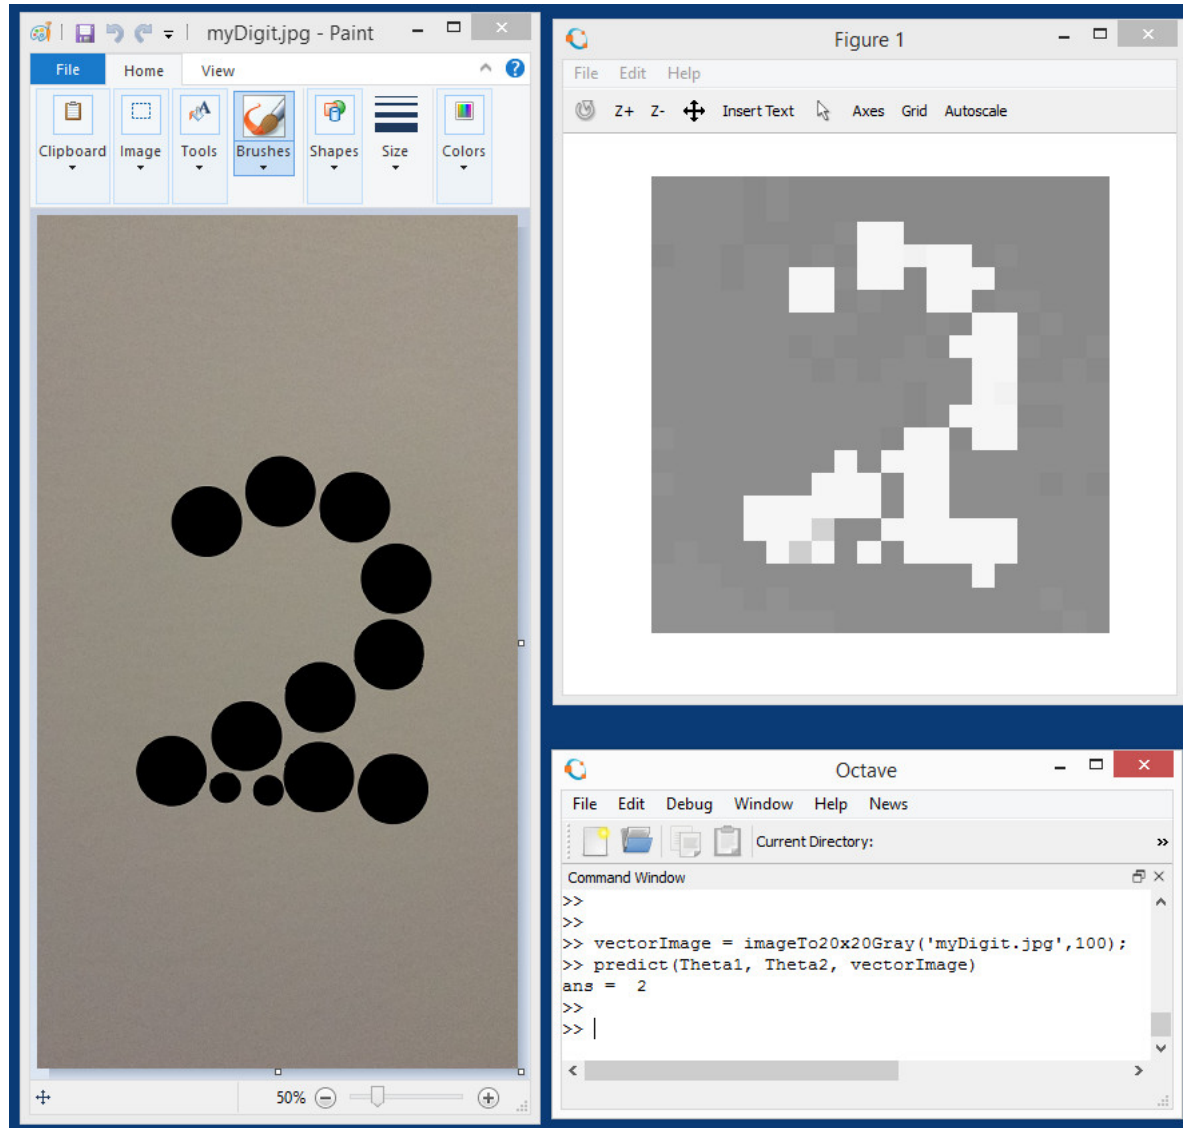 myDigit.jpg - Paint
File Home View
Clipboard Image Tools Brushes Shapes Size Colors
50%
Figure 1
File Edit Help
Z+ Z- Insert Text Axes Grid Autoscale
Octave
File Edit Debug Window Help News
Current Directory:
Command Window
>>
>>
>> vectorImage = imageTo20x20Gray('myDigit.jpg',100);
>> predict(Theta1, Theta2, vectorImage)
ans = 2
>>
>>